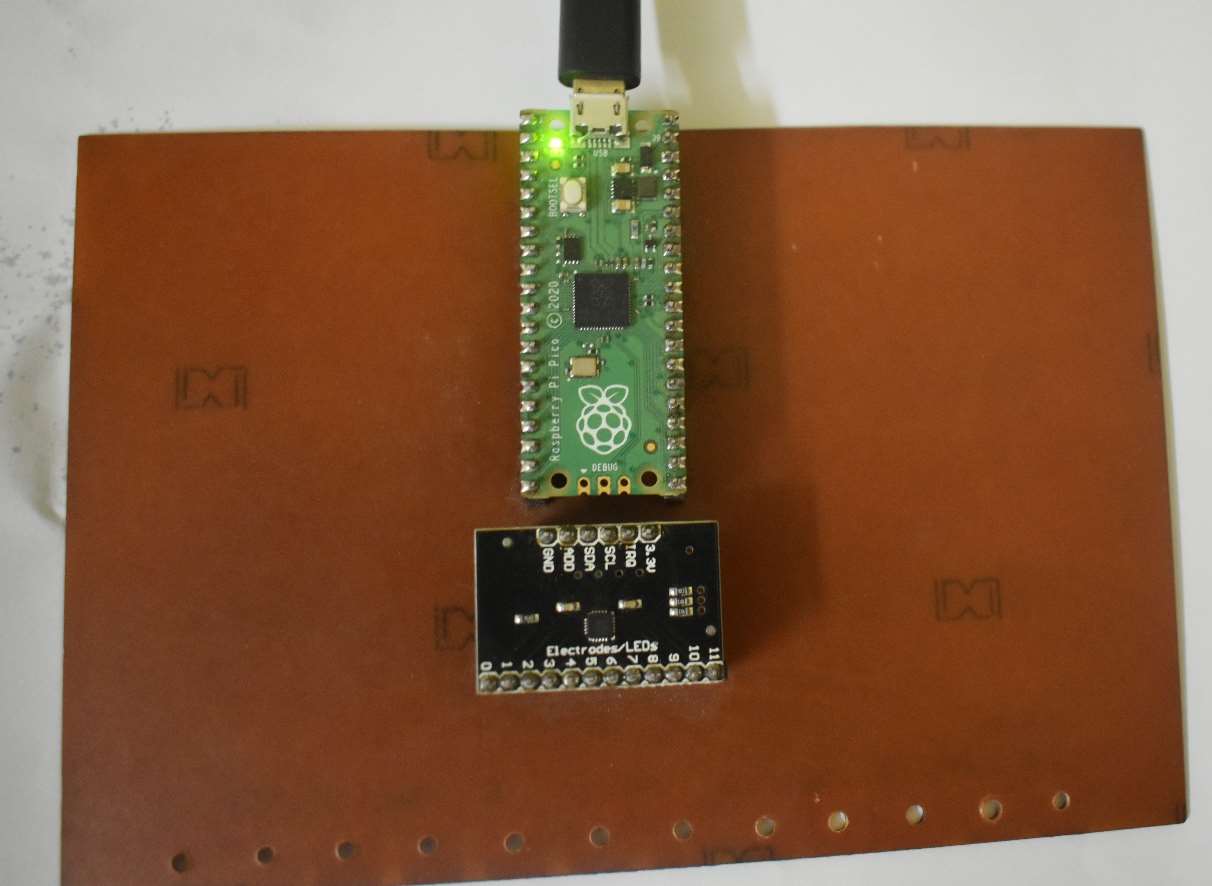 USB
BOOTSEL
Raspberry Pi Pico © 2020
DEBUG
GND
ADD
SDA
SCL
IRQ
3.3V
Electrodes/LEDs
0 1 2 3 4 5 6 7 8 9 10 11